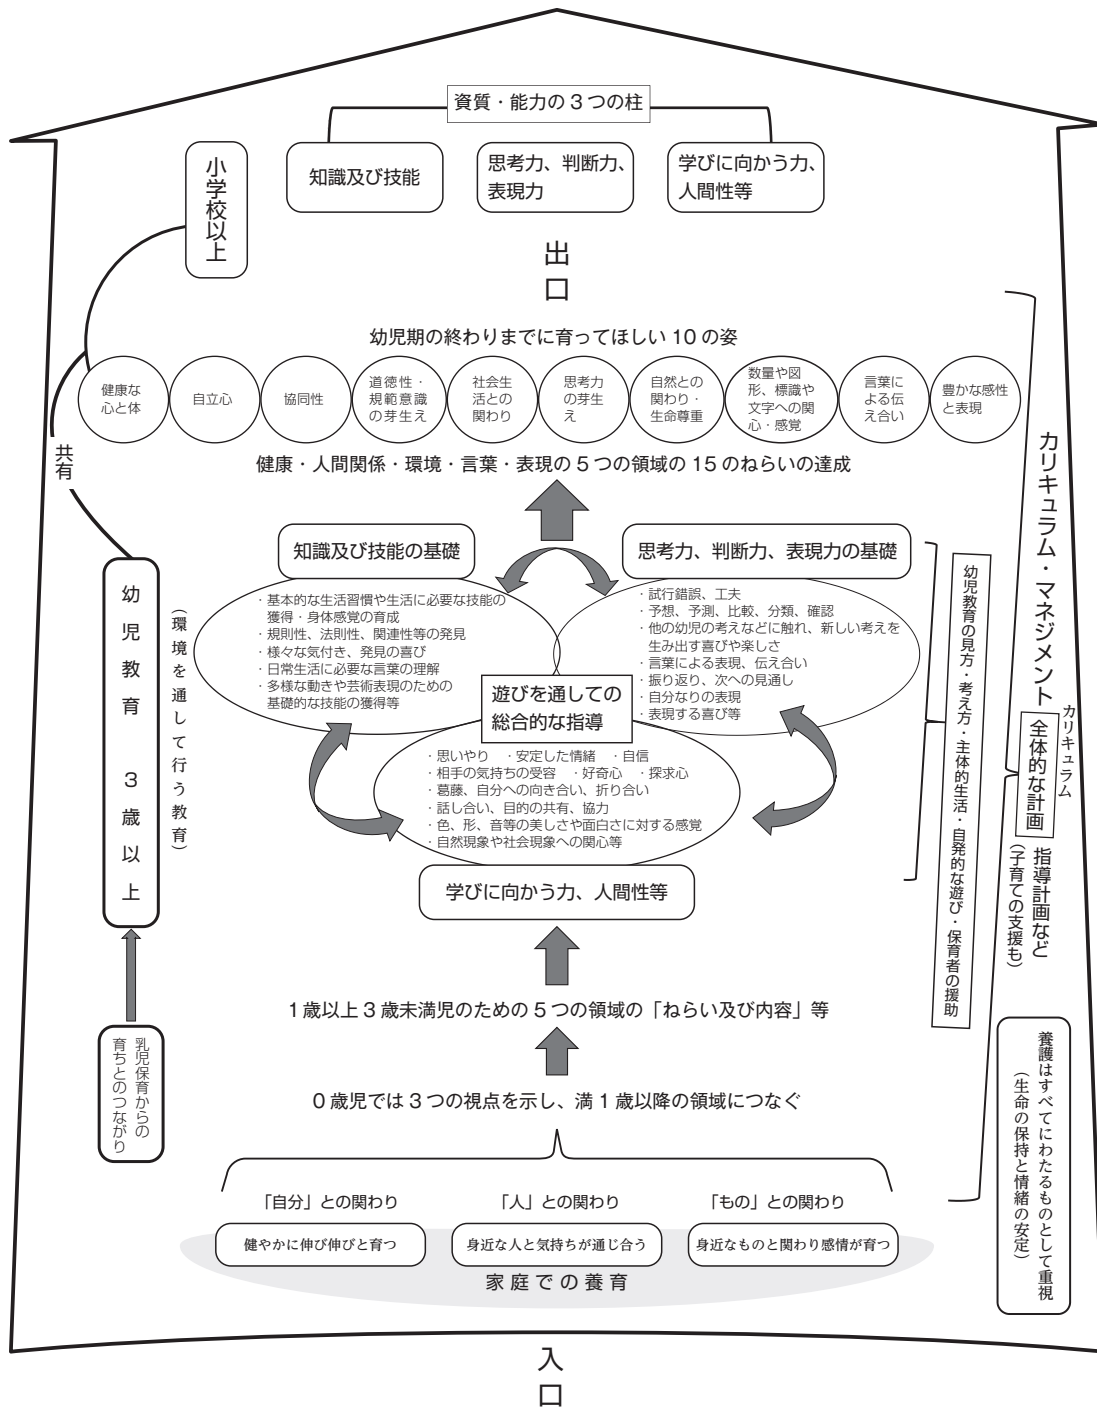 資質・能力の3つの柱
知識及び技能
思考力、判断力、
表現力
学びに向かう力、
人間性等
小学校以上
出
口
幼児期の終わりまでに育ってほしい10の姿
健康な
心と体
自立心
協同性
道徳性・
規範意識
の芽生え
社会生
活との
関わり
思考力
の芽生
え
自然との
関わり・
生命尊重
数量や図
形、標識や
文字への関
心・感覚
言葉に
よる伝
え合い
豊かな感性
と表現
共有
健康・人間関係・環境・言葉・表現の5つの領域の15のねらいの達成
知識及び技能の基礎
・基本的な生活習慣や生活に必要な技能の
獲得・身体感覚の育成
・規則性、法則性、関連性等の発見
・様々な気付き、発見の喜び
・日常生活に必要な言葉の理解
・多様な動きや芸術表現のための
基礎的な技能の獲得等
思考力、判断力、表現力の基礎
・試行錯誤、工夫
・予想、予測、比較、分類、確認
・他の幼児の考えなどに触れ、新しい考えを
生み出す喜びや楽しさ
・言葉による表現、伝え合い
・振り返り、次への見通し
・自分なりの表現
・表現する喜び等
遊びを通しての
総合的な指導
・思いやり ・安定した情緒 ・自信
・相手の気持ちの受容 ・好奇心 ・探求心
・葛藤、自分への向き合い、折り合い
・話し合い、目的の共有、協力
・色、形、音等の美しさや面白さに対する感覚
・自然現象や社会現象への関心等
学びに向かう力、人間性等
幼児教育 3歳以上
（環境を通して行う教育）
乳児保育からの
育ちとのつながり
幼児教育の見方・考え方・主体的生活・自発的な遊び・保育者の援助
カリキュラム・マネジメント
カリキュラム
全体的な計画
指導計画など
（子育ての支援も）
1歳以上3歳未満児のための5つの領域の「ねらい及び内容」等
0歳児では3つの視点を示し、満1歳以降の領域につなぐ
「自分」との関わり
「人」との関わり
「もの」との関わり
健やかに伸び伸びと育つ
身近な人と気持ちが通じ合う
身近なものと関わり感情が育つ
家庭での養育
養護はすべてにわたるものとして重視
（生命の保持と情緒の安定）
入
口